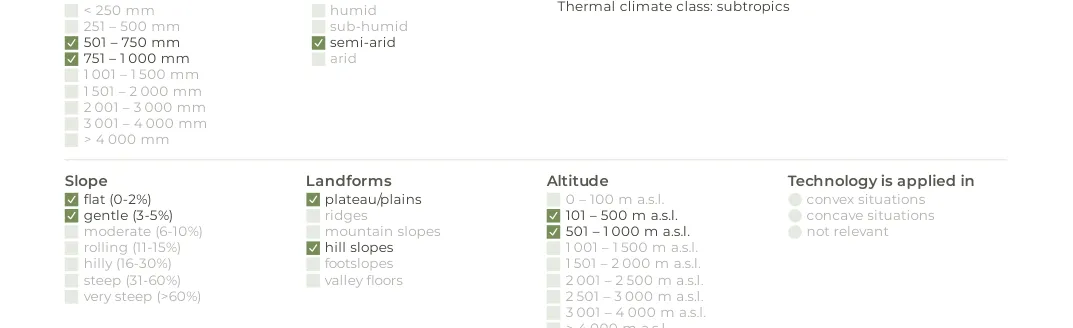 < 250 mm
251 – 500 mm
501 – 750 mm
751 – 1 000 mm
1 001 – 1 500 mm
1 501 – 2 000 mm
2 001 – 3 000 mm
3 001 – 4 000 mm
> 4 000 mm
humid
sub-humid
semi-arid
arid
Thermal climate class: subtropics
Slope
flat (0-2%)
gentle (3-5%)
moderate (6-10%)
rolling (11-15%)
hilly (16-30%)
steep (31-60%)
very steep (>60%)
Landforms
plateau/plains
ridges
mountain slopes
hill slopes
footslopes
valley floors
Altitude
0 – 100 m a.s.l.
101 – 500 m a.s.l.
501 – 1 000 m a.s.l.
1 001 – 1 500 m a.s.l.
1 501 – 2 000 m a.s.l.
2 001 – 2 500 m a.s.l.
2 501 – 3 000 m a.s.l.
3 001 – 4 000 m a.s.l.
> 4 000 m a.s.l.
Technology is applied in
convex situations
concave situations
not relevant